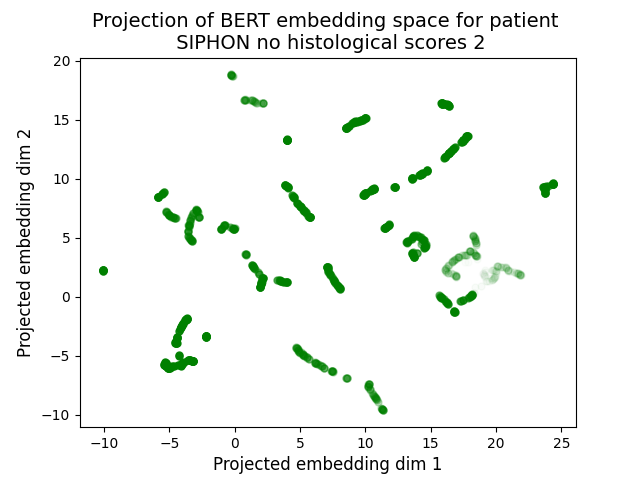 Projection of BERT embedding space for patient
SIPHON no histological scores 2
20
15
10
5
0
−5
−10
Projected embedding dim 2
−10 −5 0 5 10 15 20 25
Projected embedding dim 1